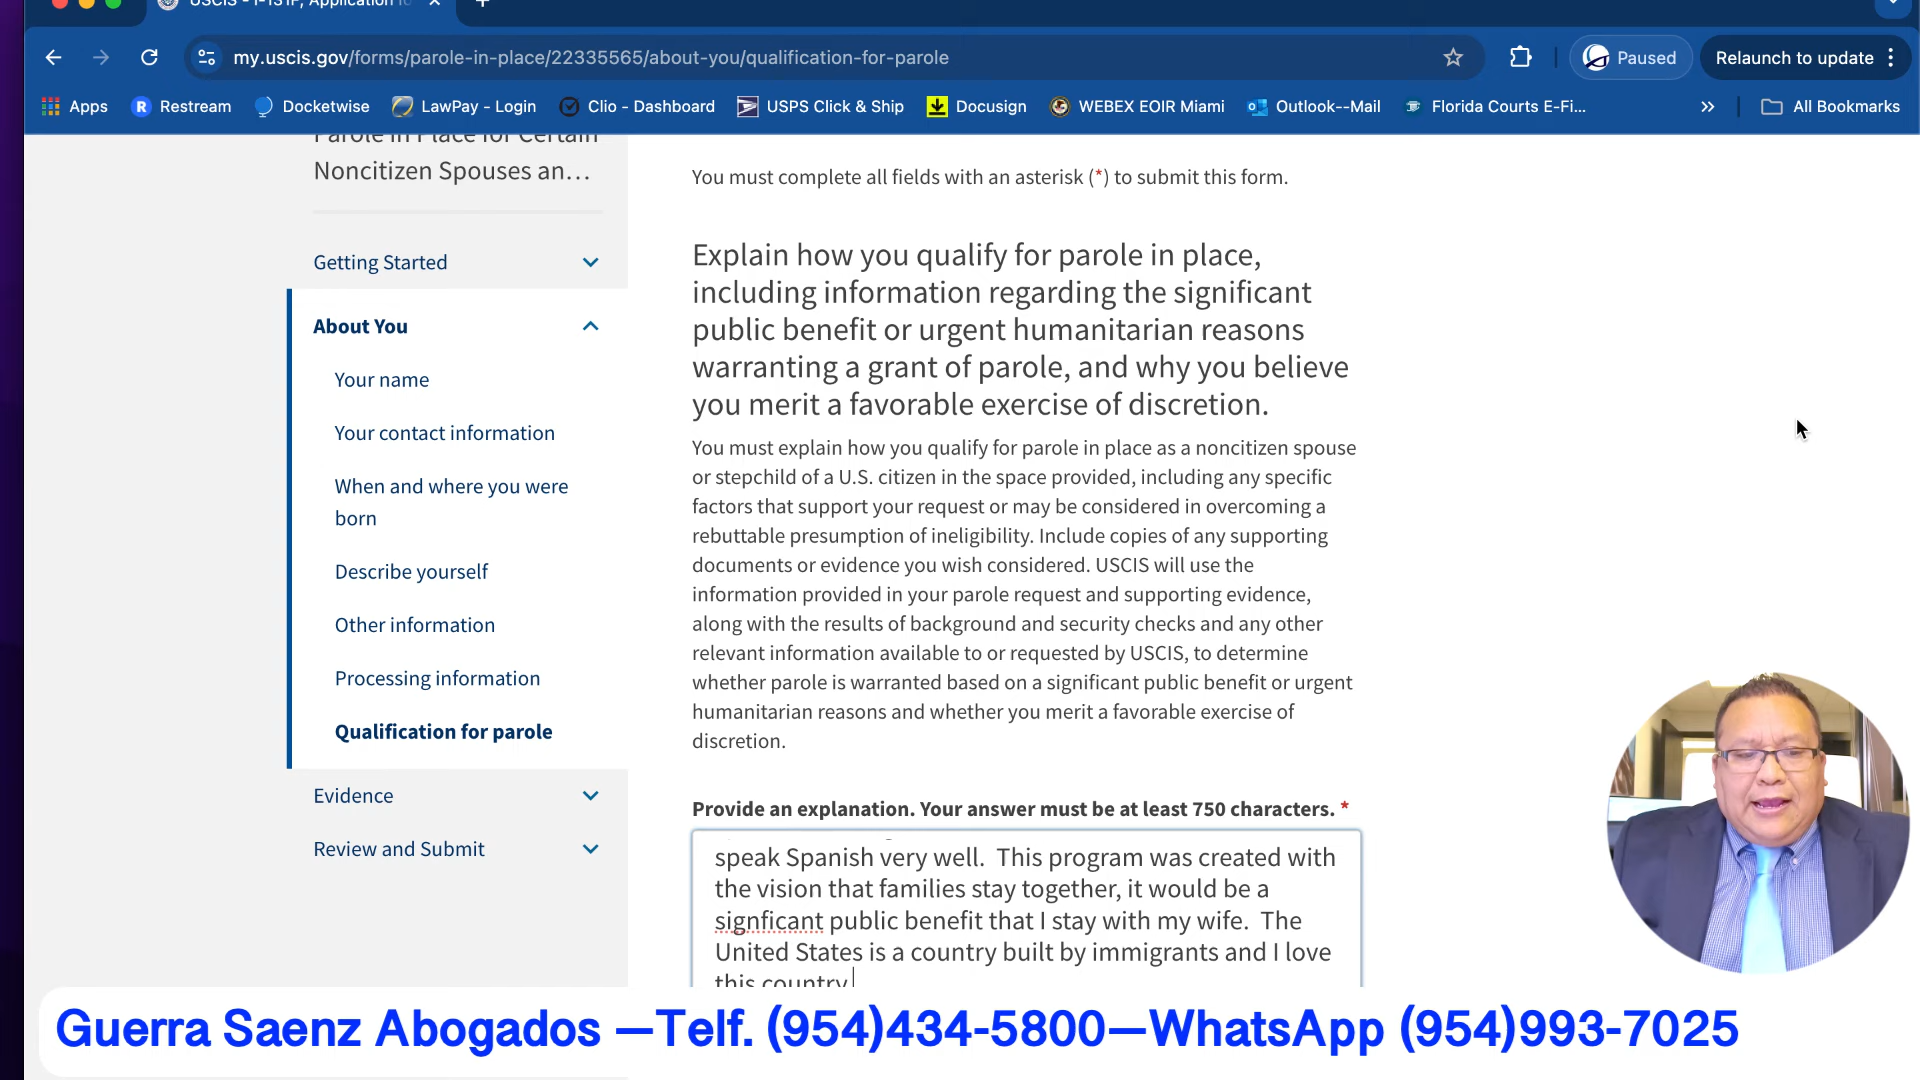 USCIS - I-131F, Application fo
my.uscis.gov/forms/parole-in-place/22335565/about-you/qualification-for-parole
Paused
Relaunch to update
Apps
Restream
Docketwise
LawPay - Login
Clio - Dashboard
USPS Click & Ship
Docusign
WEBEX EOIR Miami
Outlook--Mail
Florida Courts E-Fi...
All Bookmarks
Parole in Place for Certain
Noncitizen Spouses an...
Getting Started
About You
Your name
Your contact information
When and where you were
born
Describe yourself
Other information
Processing information
Qualification for parole
Evidence
Review and Submit
You must complete all fields with an asterisk (*) to submit this form.
Explain how you qualify for parole in place,
including information regarding the significant
public benefit or urgent humanitarian reasons
warranting a grant of parole, and why you believe
you merit a favorable exercise of discretion.
You must explain how you qualify for parole in place as a noncitizen spouse
or stepchild of a U.S. citizen in the space provided, including any specific
factors that support your request or may be considered in overcoming a
rebuttable presumption of ineligibility. Include copies of any supporting
documents or evidence you wish considered. USCIS will use the
information provided in your parole request and supporting evidence,
along with the results of background and security checks and any other
relevant information available to or requested by USCIS, to determine
whether parole is warranted based on a significant public benefit or urgent
humanitarian reasons and whether you merit a favorable exercise of
discretion.
Provide an explanation. Your answer must be at least 750 characters. *
speak Spanish very well.  This program was created with
the vision that families stay together, it would be a
signficant public benefit that I stay with my wife.  The
United States is a country built by immigrants and I love
this country.
Guerra Saenz Abogados —Telf. (954)434-5800—WhatsApp (954)993-7025